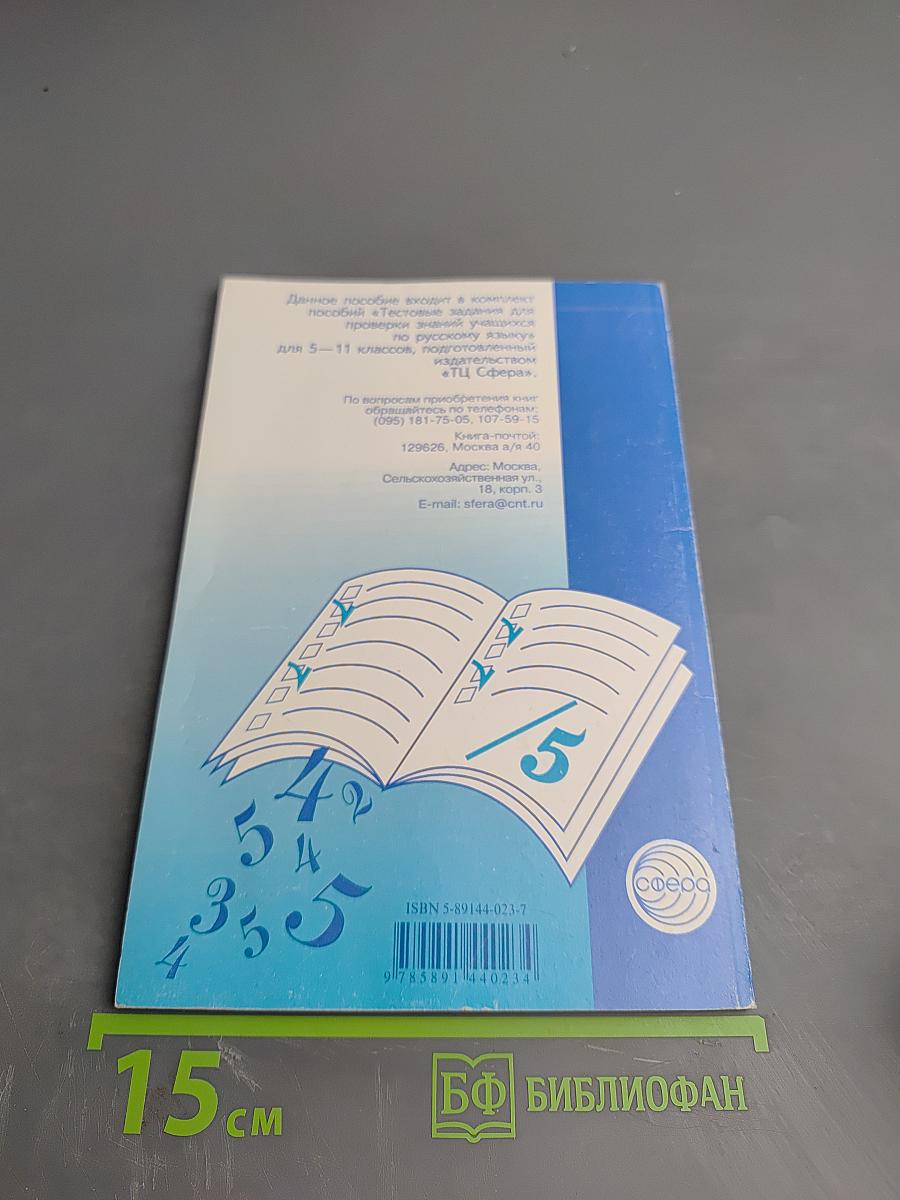 Данное пособие входит в комплект
пособий «Тестовые задания для
проверки знаний учащихся
по русскому языку»
для 5—11 классов, подготовленный
издательством
«ТЦ Сфера».
По вопросам приобретения книг
обращайтесь по телефонам:
(095) 181-75-05, 107-59-15
Книга-почтой:
129626, Москва а/я 40
Адрес: Москва,
Сельскохозяйственная ул.,
18, корп. 3
E-mail: sfera@cnt.ru
/5
4 2
5
4
3
5
5
4
сфера
ISBN 5-89144-023-7
9 785891 440234
15 см
БФ БИБЛИОФАН